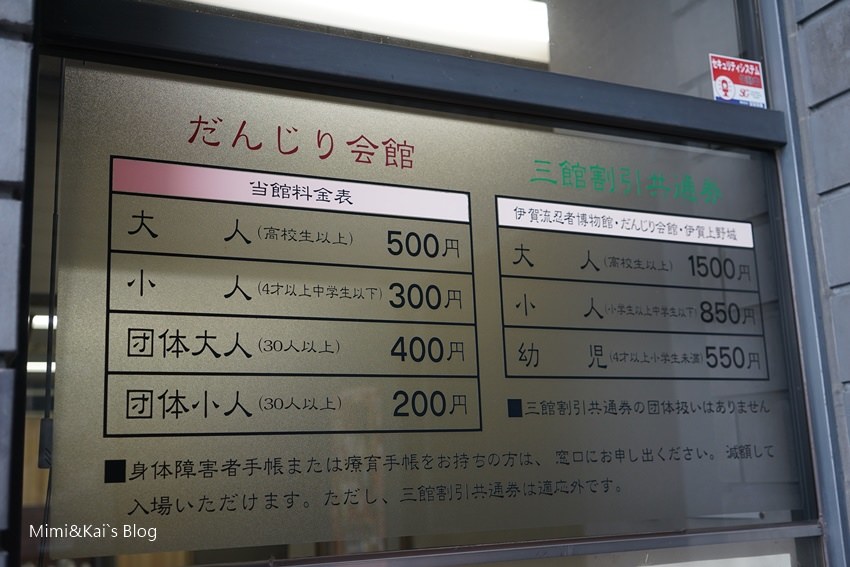 セキュリティシステム
だんじり会館
当館料金表
大 人 (高校生以上) 500円
小 人 (4才以上中学生以下) 300円
団体大人 (30人以上) 400円
団体小人 (30人以上) 200円
三館割引共通券
伊賀流忍者博物館・だんじり会館・伊賀上野城
大 人 (高校生以上) 1500円
小 人 (小学生以上中学生以下) 850円
幼 児 (4才以上小学生未満) 550円
■三館割引共通券の団体扱いはありません
■身体障害者手帳または療育手帳をお持ちの方は、窓口にお申し出ください。減額して
入場いただけます。ただし、三館割引共通券は適応外です。
Mimi&Kai`s Blog